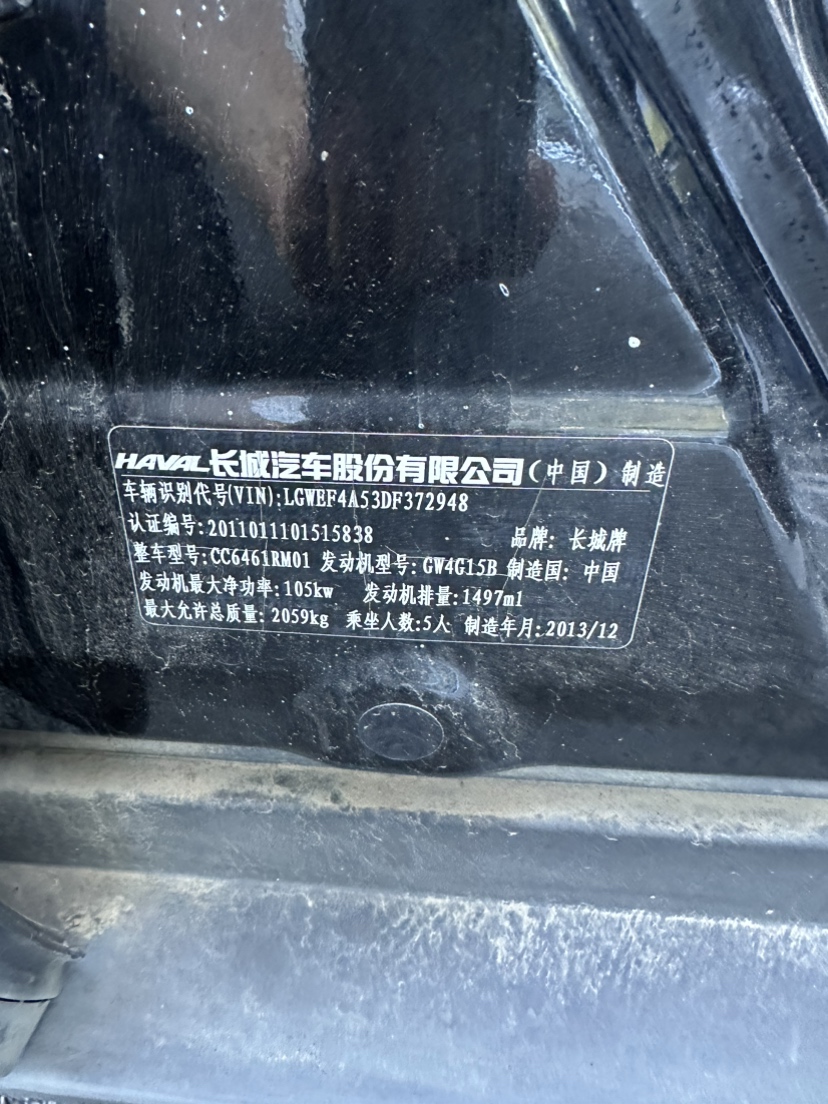 HAVAL长城汽车股份有限公司(中国)制造
车辆识别代号(VIN):LGWEF4A53DF372948
认证编号:2011011101515838 品牌: 长城牌
整车型号:CC6461RM01 发动机型号: GW4G15B 制造国: 中国
发动机最大净功率:105kw 发动机排量:1497ml
最大允许总质量: 2059kg 乘坐人数:5人 制造年月:2013/12